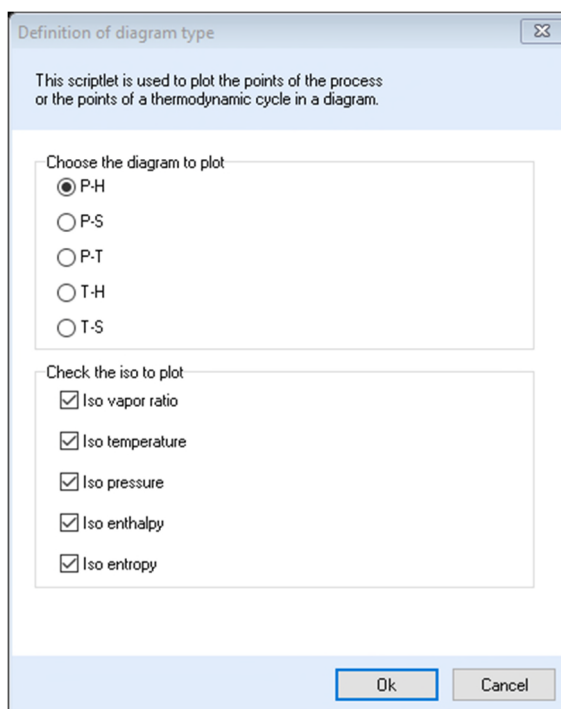 Definition of diagram type
This scriptlet is used to plot the points of the process
or the points of a thermodynamic cycle in a diagram.
Choose the diagram to plot
P-H
P-S
P-T
T-H
T-S
Check the iso to plot
Iso vapor ratio
Iso temperature
Iso pressure
Iso enthalpy
Iso entropy
Ok
Cancel